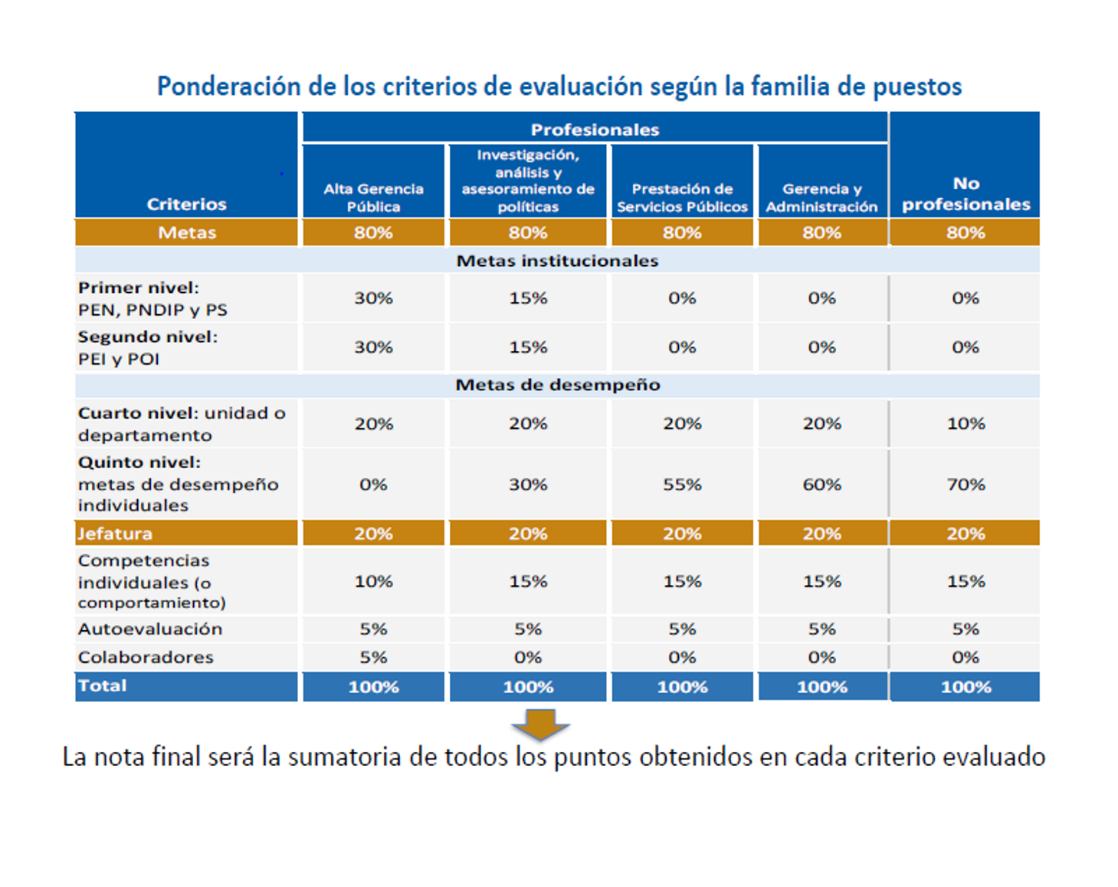 Ponderación de los criterios de evaluación según la familia de puestos
Criterios
Profesionales
No
profesionales
Alta Gerencia
Pública
Investigación,
análisis y
asesoramiento de
políticas
Prestación de
Servicios Públicos
Gerencia y
Administración
Metas 80% 80% 80% 80% 80%
Metas institucionales
Primer nivel:
PEN, PNDIP y PS 30% 15% 0% 0% 0%
Segundo nivel:
PEI y POI 30% 15% 0% 0% 0%
Metas de desempeño
Cuarto nivel: unidad o
departamento 20% 20% 20% 20% 10%
Quinto nivel:
metas de desempeño 0% 30% 55% 60% 70%
individuales
Jefatura 20% 20% 20% 20% 20%
Competencias
individuales (o 10% 15% 15% 15% 15%
comportamiento)
Autoevaluación 5% 5% 5% 5% 5%
Colaboradores 5% 0% 0% 0% 0%
Total 100% 100% 100% 100% 100%
La nota final será la sumatoria de todos los puntos obtenidos en cada criterio evaluado